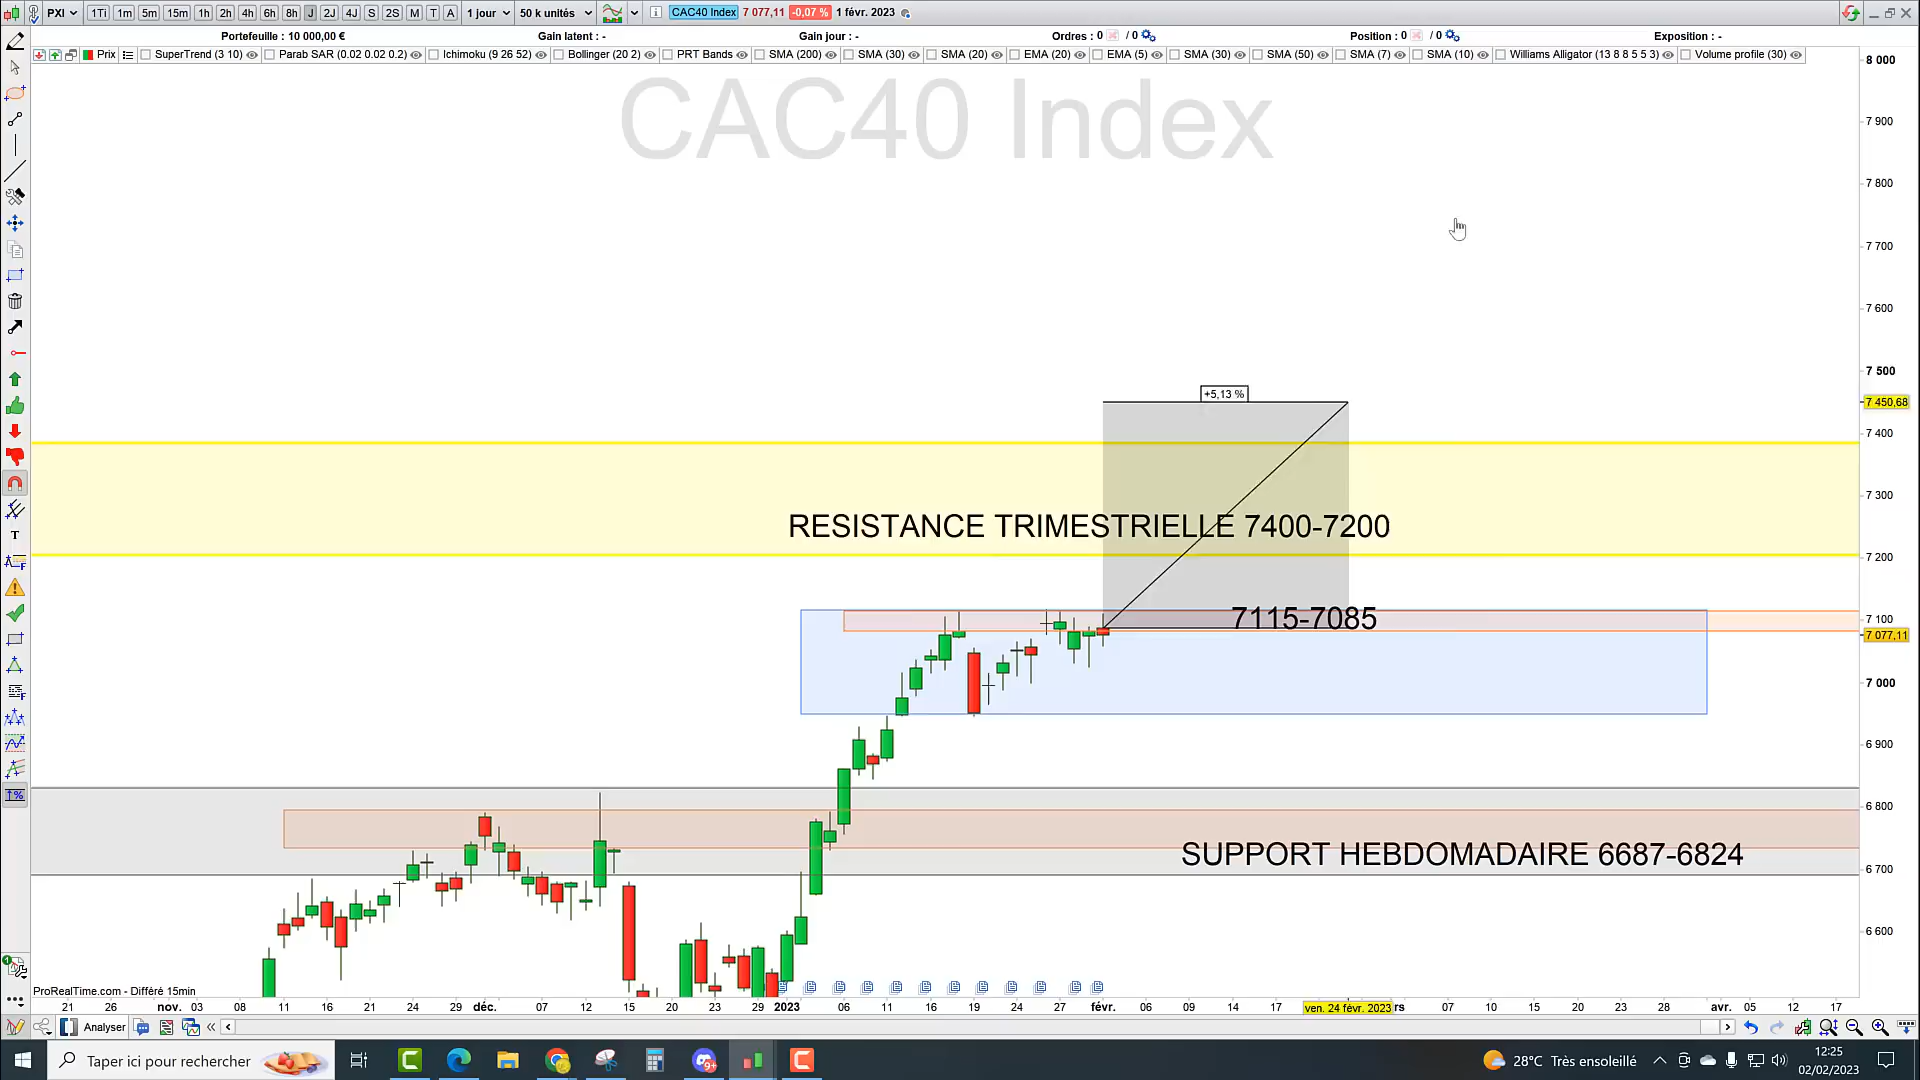 PXI 1Ti 1m 5m 15m 1h 2h 4h 6h 8h J 2J 4J S 2S M T A 1 jour 50 k unités CAC40 Index 7 077,11 -0,07 % 1 févr. 2023
Portefeuille : 10 000,00 € Gain latent : - Gain jour : - Ordres : 0 / 0 Position : 0 / 0 Exposition : -
Prix SuperTrend (3 10) Parab SAR (0.02 0.02 0.2) Ichimoku (9 26 52) Bollinger (20 2) PRT Bands SMA (200) SMA (30) SMA (20) EMA (20) EMA (5) SMA (30) SMA (50) SMA (7) SMA (10) Williams Alligator (13 8 8 5 5 3) Volume profile (30)
CAC40 Index
8 000
7 900
7 800
7 700
7 600
7 500
+5,13 %
7 450,68
7 400
7 300
RESISTANCE TRIMESTRIELLE 7400-7200
7 200
7115-7085
7 100
7 077,11
7 000
6 900
6 800
SUPPORT HEBDOMADAIRE 6687-6824
6 700
6 600
ProRealTime.com - Différé 15min
21 26 nov. 03 08 11 16 21 24 29 déc. 07 12 15 20 23 29 2023 06 11 16 19 24 27 févr. 06 09 14 17 ven. 24 févr. 2023 rs 07 10 15 20 23 28 avr. 05 12 17
Analyser
Taper ici pour rechercher 9+ 28°C Très ensoleillé 12:25
02/02/2023